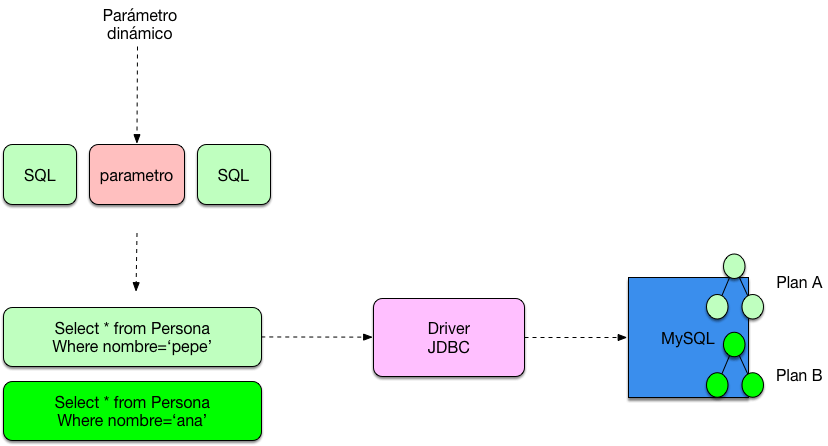 Parámetro
dinámico
SQL
parametro
SQL
Select * from Persona
Where nombre=‘pepe’
Driver
JDBC
MySQL
Plan A
Plan B
Select * from Persona
Where nombre=‘ana’